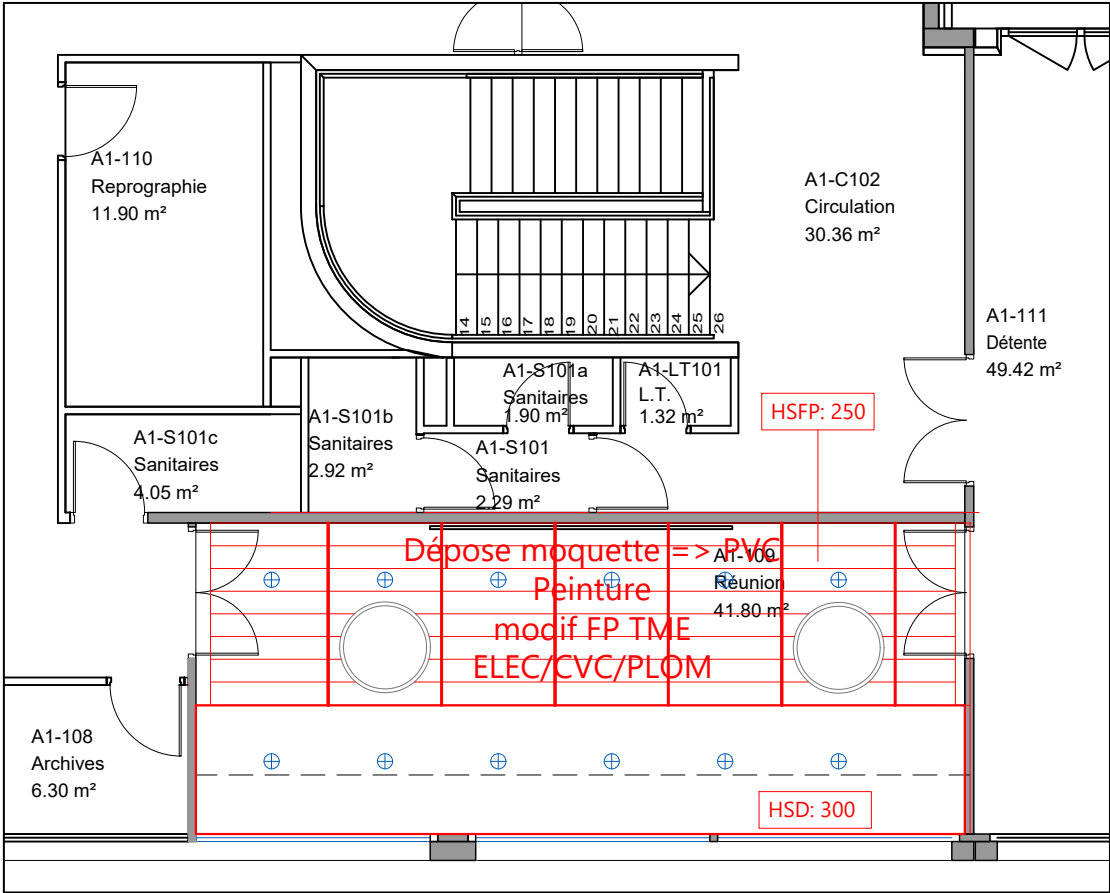 A1-110
Reprographie
11.90 m²
A1-C102
Circulation
30.36 m²
14
15
16
17
18
19
20
21
22
23
24
25
26
A1-111
Détente
49.42 m²
A1-S101a
Sanitaires
1.90 m²
A1-LT101
L.T.
1.32 m²
HSFP: 250
A1-S101b
Sanitaires
2.92 m²
A1-S101c
Sanitaires
4.05 m²
A1-S101
Sanitaires
2.29 m²
Dépose moquette => PVC
Peinture
modif FP TME
ELEC/CVC/PLOM
A1-109
Réunion
41.80 m²
A1-108
Archives
6.30 m²
HSD: 300